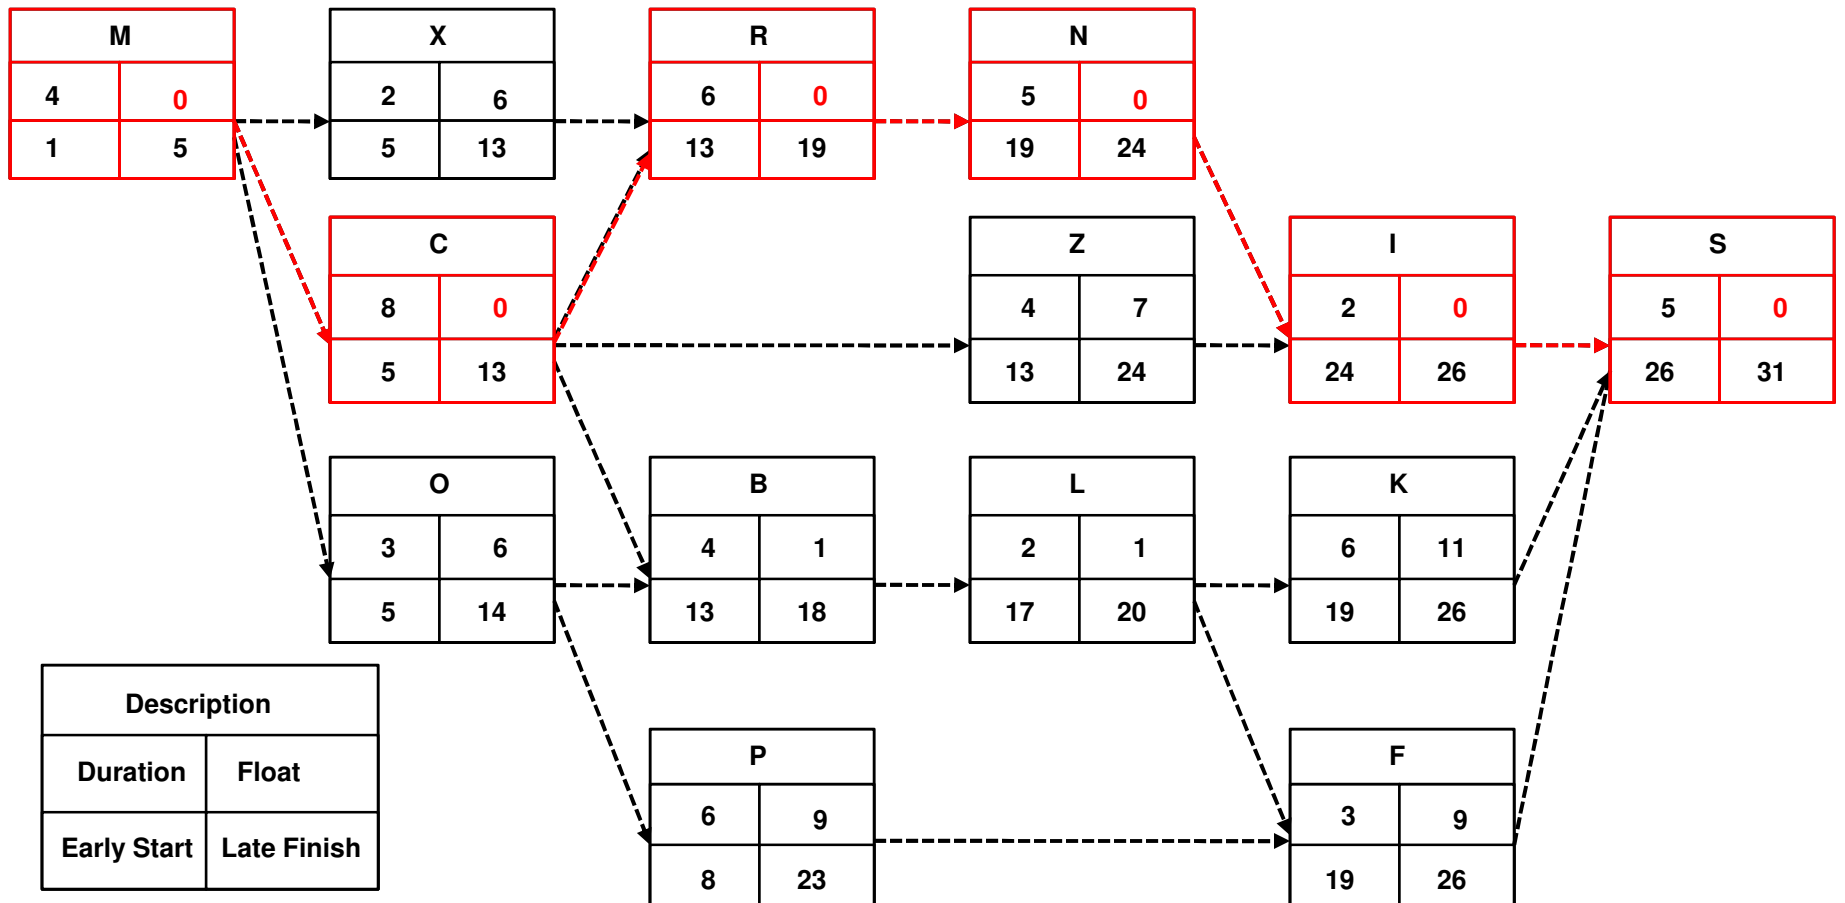 M X R N
4 0 2 6 6 0 5 0
1 5 5 13 13 19 19 24
C Z I S
8 0 4 7 2 0 5 0
5 13 13 24 24 26 26 31
O B L K
3 6 4 1 2 1 6 11
5 14 13 18 17 20 19 26
Description
Duration Float
Early Start Late Finish
P F
6 9 3 9
8 23 19 26